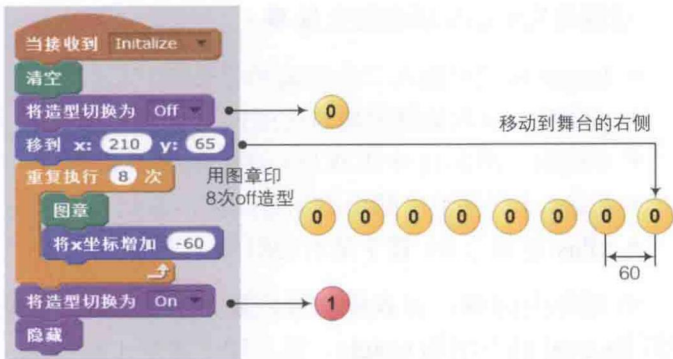 当接收到 Initalize
清空
将造型切换为 Off
0
移到 x: 210 y: 65
移动到舞台的右侧
重复执行 8 次
用图章印
8次off造型
图章
0 0 0 0 0 0 0 0
将x坐标增加 -60
60
将造型切换为 On
1
隐藏